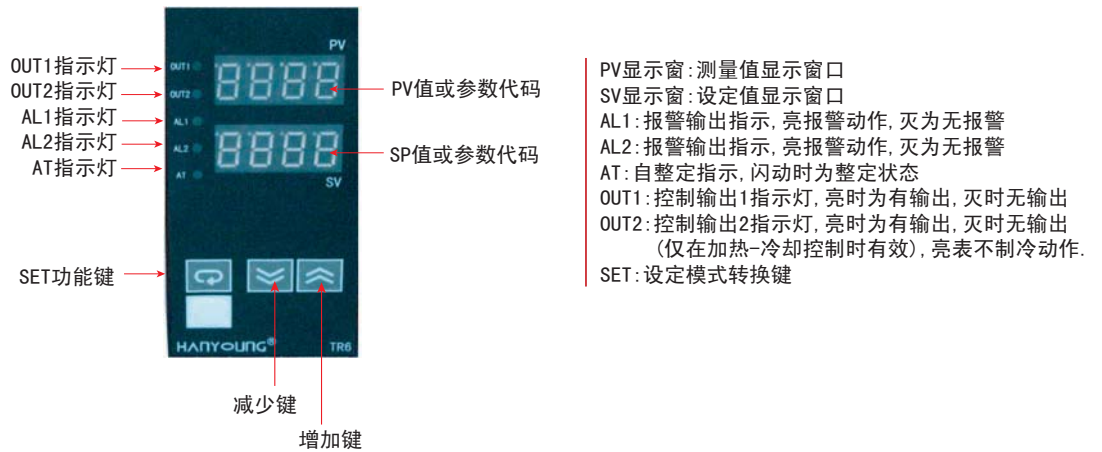 PV
OUT1指示灯
OUT1
OUT2指示灯
OUT2
PV值或参数代码
AL1指示灯
AL1
AL2指示灯
AL2
SP值或参数代码
AT指示灯
AT
SV
SET功能键
HANYOUNG®
TR6
减少键
增加键
PV显示窗:测量值显示窗口
SV显示窗:设定值显示窗口
AL1:报警输出指示,亮报警动作,灭为无报警
AL2:报警输出指示,亮报警动作,灭为无报警
AT:自整定指示,闪动时为整定状态
OUT1:控制输出1指示灯,亮时为有输出,灭时无输出
OUT2:控制输出2指示灯,亮时为有输出,灭时无输出
(仅在加热-冷却控制时有效),亮表不制冷动作.
SET:设定模式转换键
8888
8888